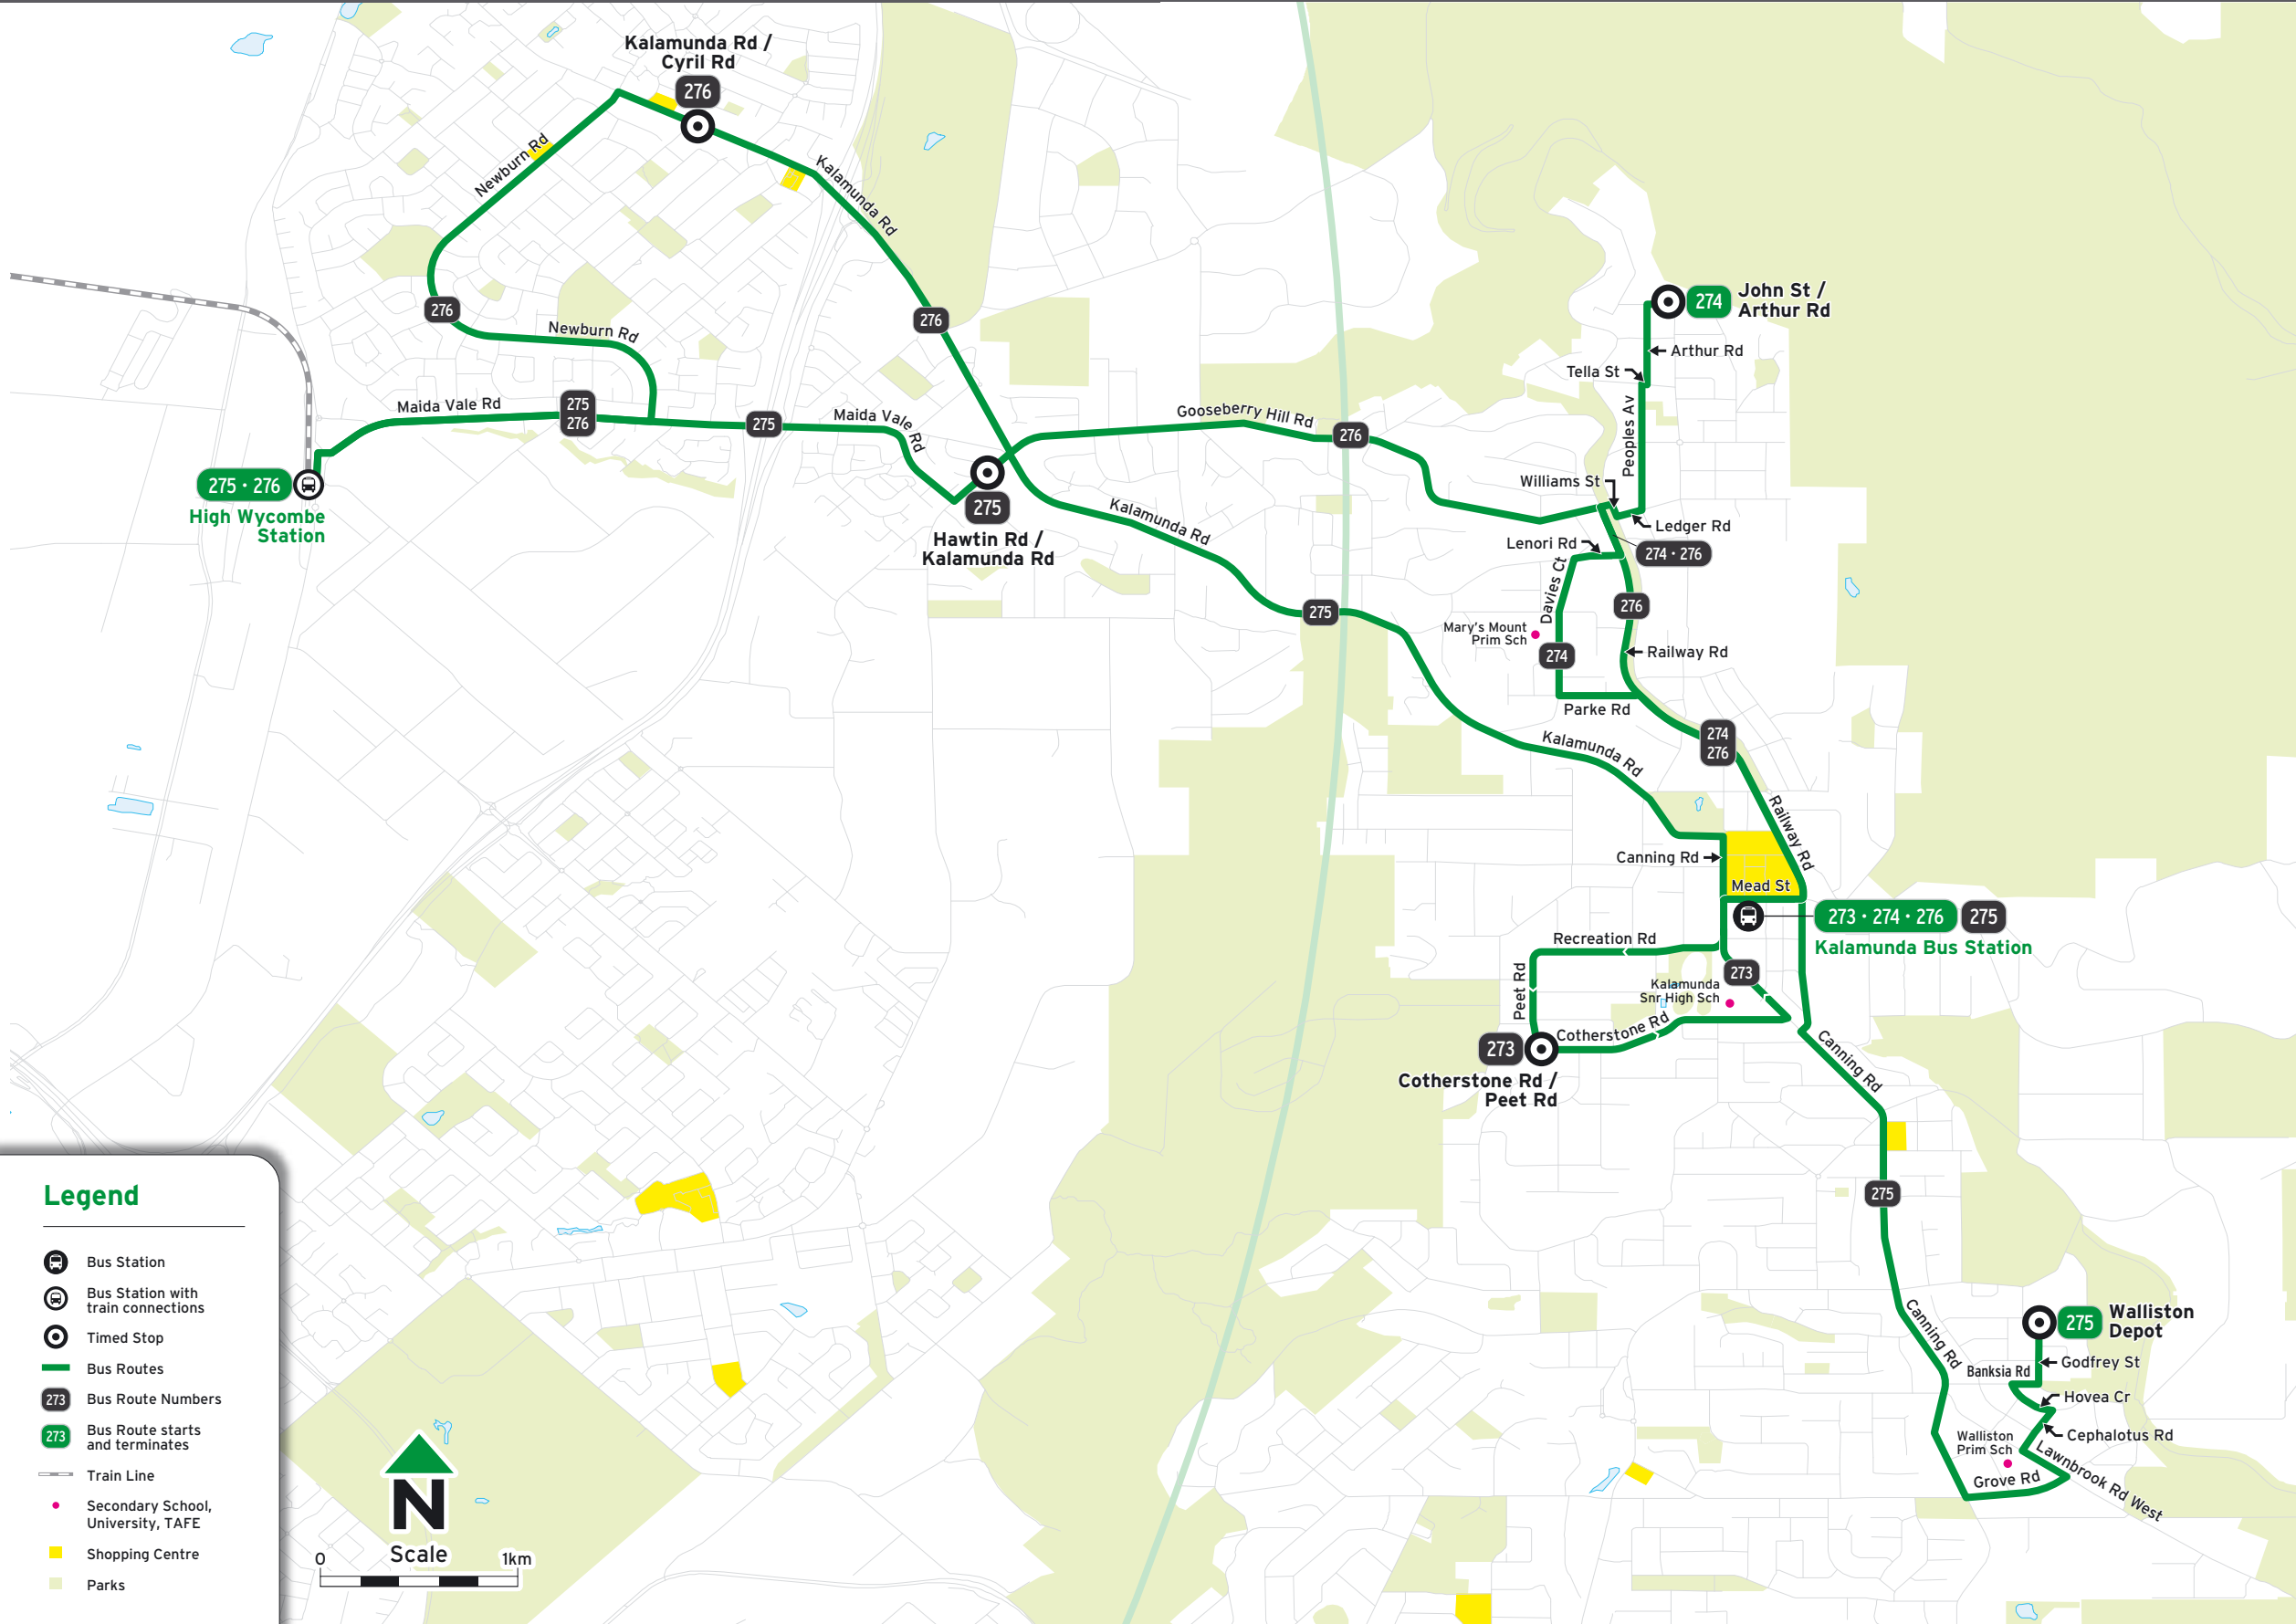 Kalamunda Rd /
Cyril Rd
276
Newburn Rd
Kalamunda Rd
276
276
Newburn Rd
Maida Vale Rd
275
276
275
Maida Vale Rd
275 · 276
High Wycombe
Station
275
Hawtin Rd /
Kalamunda Rd
Gooseberry Hill Rd
276
Kalamunda Rd
275
274
John St /
Arthur Rd
Arthur Rd
Tella St
Peoples Av
Williams St
Ledger Rd
Lenori Rd
274 · 276
Davies Ct
276
Mary's Mount
Prim Sch
274
Railway Rd
Parke Rd
274
276
Kalamunda Rd
Railway Rd
Canning Rd
Mead St
273 · 274 · 276
275
Kalamunda Bus Station
Recreation Rd
Peet Rd
273
Kalamunda
Snr High Sch
Cotherstone Rd
273
Cotherstone Rd /
Peet Rd
Canning Rd
275
Canning Rd
275
Walliston
Depot
Godfrey St
Banksia Rd
Hovea Cr
Cephalotus Rd
Walliston
Prim Sch
Lawnbrook Rd West
Grove Rd
Legend
Bus Station
Bus Station with
train connections
Timed Stop
Bus Routes
273
Bus Route Numbers
273
Bus Route starts
and terminates
Train Line
Secondary School,
University, TAFE
Shopping Centre
Parks
N
Scale
0
1km